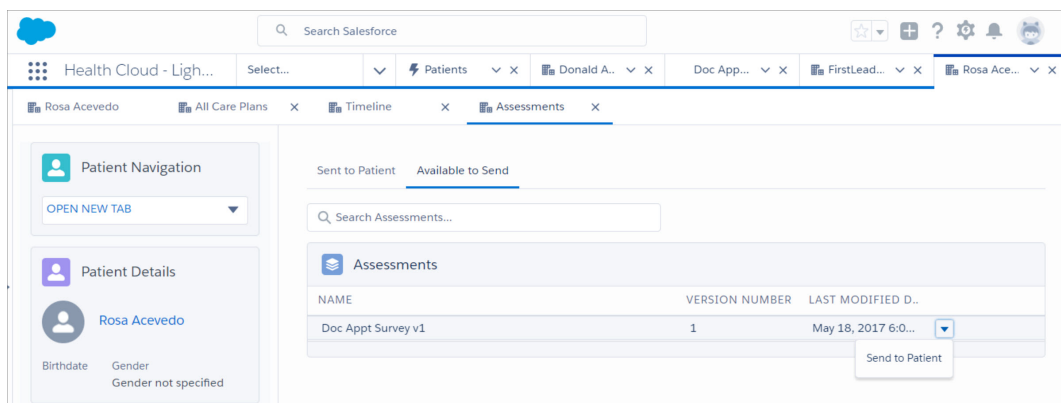 Search Salesforce
Health Cloud - Ligh... Select... Patients Donald A.. Doc App... FirstLead... Rosa Ace...
Rosa Acevedo All Care Plans Timeline Assessments
Patient Navigation
OPEN NEW TAB
Patient Details
Rosa Acevedo
Birthdate Gender
Gender not specified
Sent to Patient Available to Send
Search Assessments...
Assessments
NAME VERSION NUMBER LAST MODIFIED D..
Doc Appt Survey v1 1 May 18, 2017 6:0...
Send to Patient